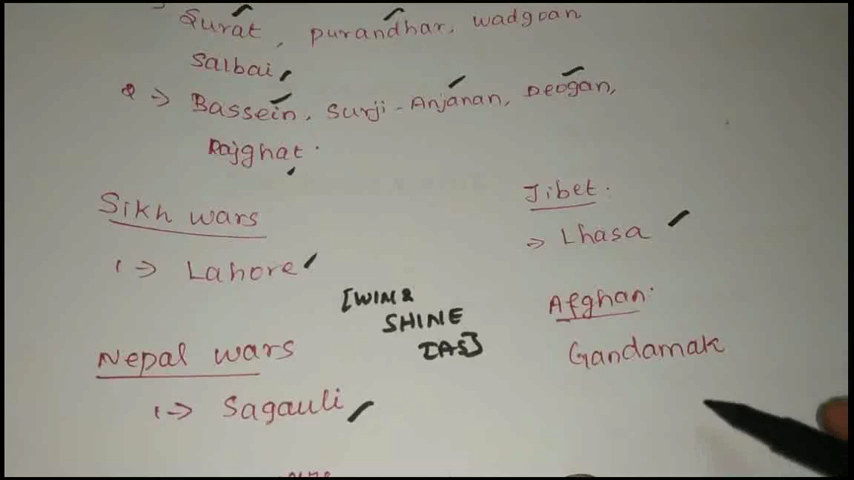 Surat, purandhar, wadgoan
Salbai,
2 → Bassein, Surji-Anjanan, Deogan,
Rajghat.
Sikh wars
1 → Lahore
Nepal wars
1 → Sagauli
[WIN &
SHINE
IAS]
Tibet.
→ Lhasa
Afghan.
Gandamak